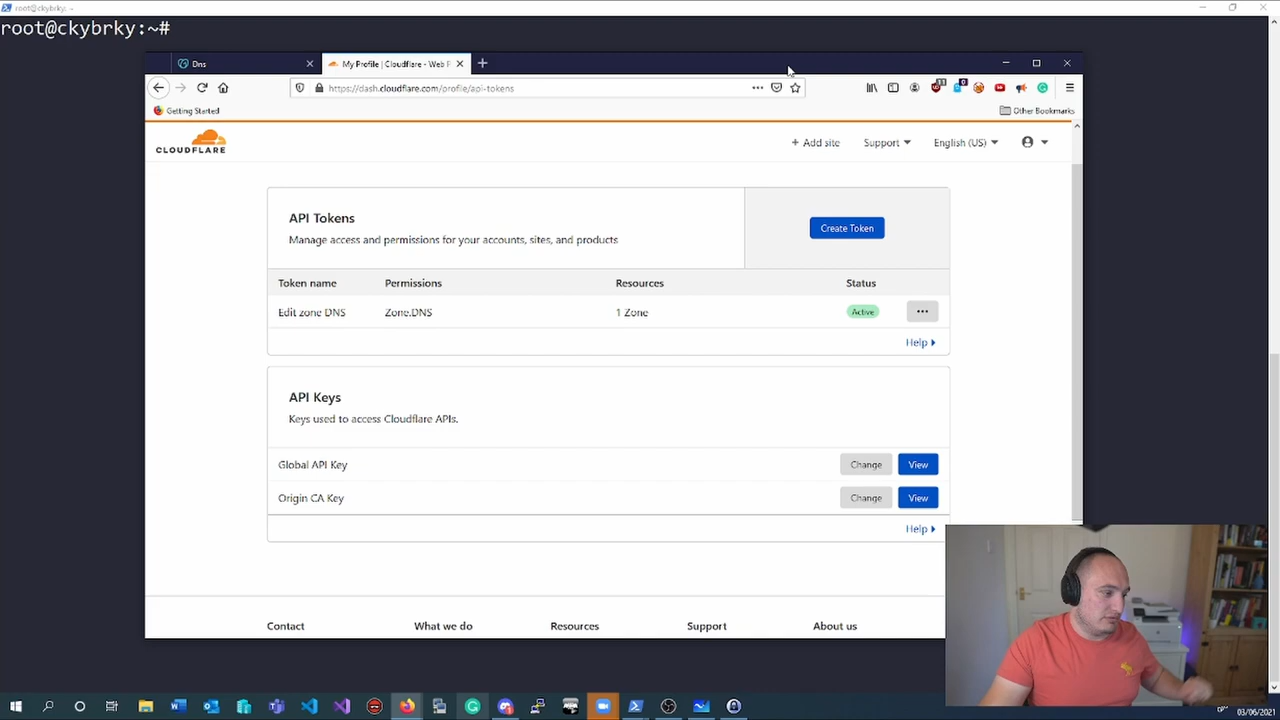 root@ckybrky: ~
root@ckybrky:~#
Dns
My Profile | Cloudflare - Web P
https://dash.cloudflare.com/profile/api-tokens
Getting Started
Other Bookmarks
CLOUDFLARE
+ Add site
Support
English (US)
API Tokens
Manage access and permissions for your accounts, sites, and products
Create Token
Token name Permissions Resources Status
Edit zone DNS Zone.DNS 1 Zone Active
Help
API Keys
Keys used to access Cloudflare APIs.
Global API Key Change View
Origin CA Key Change View
Help
Contact What we do Resources Support About us
03/06/2021